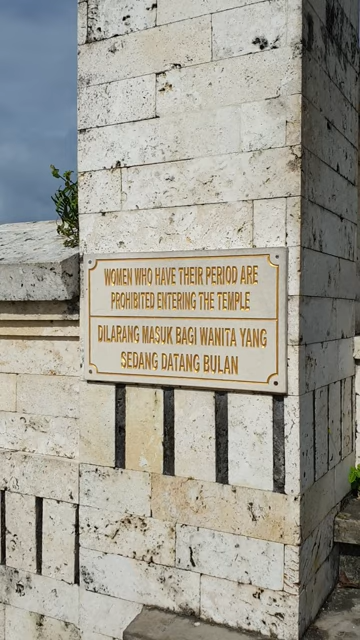 WOMEN WHO HAVE THEIR PERIOD ARE
PROHIBITED ENTERING THE TEMPLE
DILARANG MASUK BAGI WANITA YANG
SEDANG DATANG BULAN